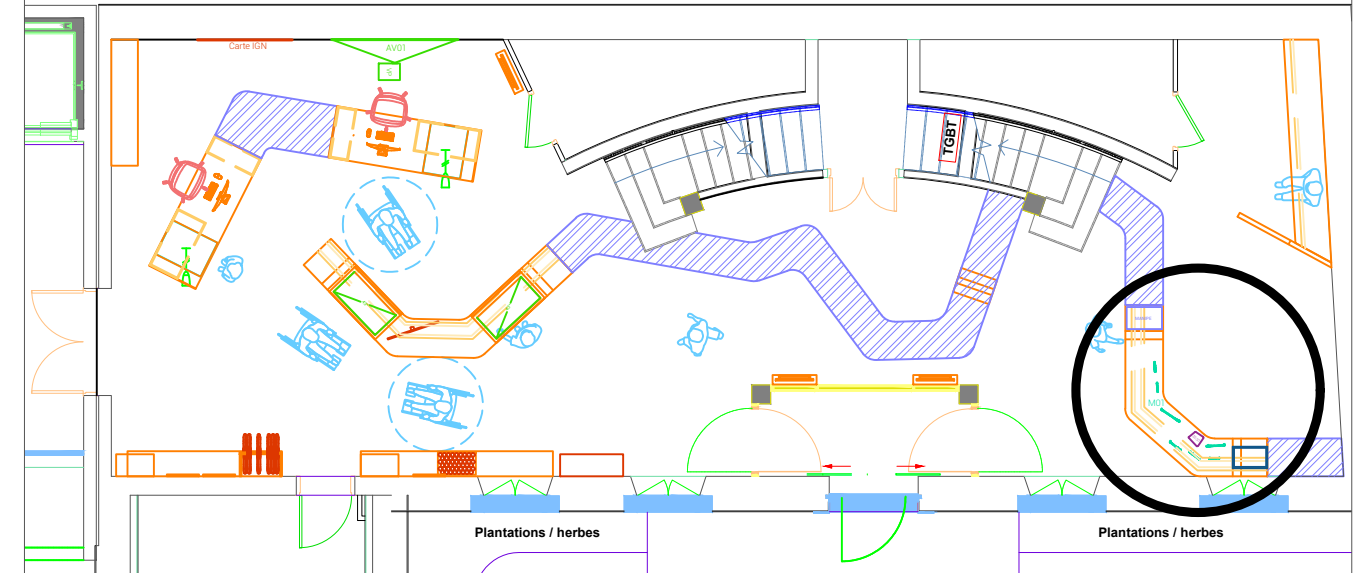 Carte IGN
AV01
TGBT
M01
Plantations / herbes
Plantations / herbes